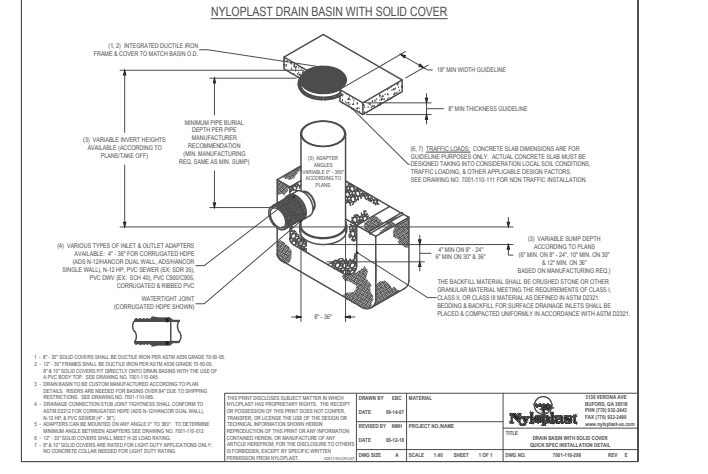 NYLOPLAST DRAIN BASIN WITH SOLID COVER
(1, 2) INTEGRATED DUCTILE IRON
FRAME & COVER TO MATCH BASIN O.D.
18" MIN WIDTH GUIDELINE
8" MIN THICKNESS GUIDELINE
MINIMUM PIPE BURIAL
DEPTH PER PIPE
MANUFACTURER
RECOMMENDATION
(MIN. MANUFACTURING
REQ. SAME AS MIN. SUMP)
(3) VARIABLE INVERT HEIGHTS
AVAILABLE (ACCORDING TO
PLANS/TAKE OFF)
(5) ADAPTER
ANGLES
VARIABLE 0° - 360°
ACCORDING TO
PLANS
(6, 7) TRAFFIC LOADS: CONCRETE SLAB DIMENSIONS ARE FOR
GUIDELINE PURPOSES ONLY. ACTUAL CONCRETE SLAB MUST BE
DESIGNED TAKING INTO CONSIDERATION LOCAL SOIL CONDITIONS,
TRAFFIC LOADING, & OTHER APPLICABLE DESIGN FACTORS.
SEE DRAWING NO. 7001-110-111 FOR NON TRAFFIC INSTALLATION.
(4) VARIOUS TYPES OF INLET & OUTLET ADAPTERS
AVAILABLE: 4" - 36" FOR CORRUGATED HDPE
(ADS N-12/HANCOR DUAL WALL, ADS/HANCOR
SINGLE WALL), N-12 HP, PVC SEWER (EX: SDR 35),
PVC DWV (EX: SCH 40), PVC C900/C905,
CORRUGATED & RIBBED PVC
WATERTIGHT JOINT
(CORRUGATED HDPE SHOWN)
(3) VARIABLE SUMP DEPTH
ACCORDING TO PLANS
(6" MIN. ON 8" - 24", 10" MIN. ON 30"
& 12" MIN. ON 36"
BASED ON MANUFACTURING REQ.)
4" MIN ON 8" - 24"
6" MIN ON 30" & 36"
THE BACKFILL MATERIAL SHALL BE CRUSHED STONE OR OTHER
GRANULAR MATERIAL MEETING THE REQUIREMENTS OF CLASS I,
CLASS II, OR CLASS III MATERIAL AS DEFINED IN ASTM D2321.
BEDDING & BACKFILL FOR SURFACE DRAINAGE INLETS SHALL BE
PLACED & COMPACTED UNIFORMLY IN ACCORDANCE WITH ASTM D2321.
8" - 36"
1 - 8" - 30" SOLID COVERS SHALL BE DUCTILE IRON PER ASTM A536 GRADE 70-50-05.
2 - 12" - 30" FRAMES SHALL BE DUCTILE IRON PER ASTM A536 GRADE 70-50-05.
8" & 10" SOLID COVERS FIT DIRECTLY ONTO DRAIN BASINS WITH THE USE OF
A PVC BODY TOP. SEE DRAWING NO. 7001-110-045.
3 - DRAIN BASIN TO BE CUSTOM MANUFACTURED ACCORDING TO PLAN
DETAILS. RISERS ARE NEEDED FOR BASINS OVER 84" DUE TO SHIPPING
RESTRICTIONS. SEE DRAWING NO. 7001-110-065.
4 - DRAINAGE CONNECTION STUB JOINT TIGHTNESS SHALL CONFORM TO
ASTM D3212 FOR CORRUGATED HDPE (ADS N-12/HANCOR DUAL WALL),
N-12 HP, & PVC SEWER (4" - 36").
5 - ADAPTERS CAN BE MOUNTED ON ANY ANGLE 0° TO 360°. TO DETERMINE
MINIMUM ANGLE BETWEEN ADAPTERS SEE DRAWING NO. 7001-110-012.
6 - 12" - 30" SOLID COVERS SHALL MEET H-20 LOAD RATING.
7 - 8" & 10" SOLID COVERS ARE RATED FOR LIGHT DUTY APPLICATIONS ONLY;
NO CONCRETE COLLAR NEEDED FOR LIGHT DUTY RATING.
THIS PRINT DISCLOSES SUBJECT MATTER IN WHICH
NYLOPLAST HAS PROPRIETARY RIGHTS. THE RECEIPT
OR POSSESSION OF THIS PRINT DOES NOT CONFER,
TRANSFER, OR LICENSE THE USE OF THE DESIGN OR
TECHNICAL INFORMATION SHOWN HEREIN
REPRODUCTION OF THIS PRINT OR ANY INFORMATION
CONTAINED HEREIN, OR MANUFACTURE OF ANY
ARTICLE HEREFROM, FOR THE DISCLOSURE TO OTHERS
IS FORBIDDEN, EXCEPT BY SPECIFIC WRITTEN
PERMISSION FROM NYLOPLAST.
©2013 NYLOPLAST
DRAWN BY EBC
DATE 09-14-07
REVISED BY NMH
DATE 06-12-18
DWG SIZE A
MATERIAL
PROJECT NO./NAME
SCALE 1:40 SHEET 1 OF 1
Nyloplast
3130 VERONA AVE
BUFORD, GA 30518
PHN (770) 932-2443
FAX (770) 932-2490
www.nyloplast-us.com
TITLE
DRAIN BASIN WITH SOLID COVER
QUICK SPEC INSTALLATION DETAIL
DWG NO. 7001-110-298 REV E